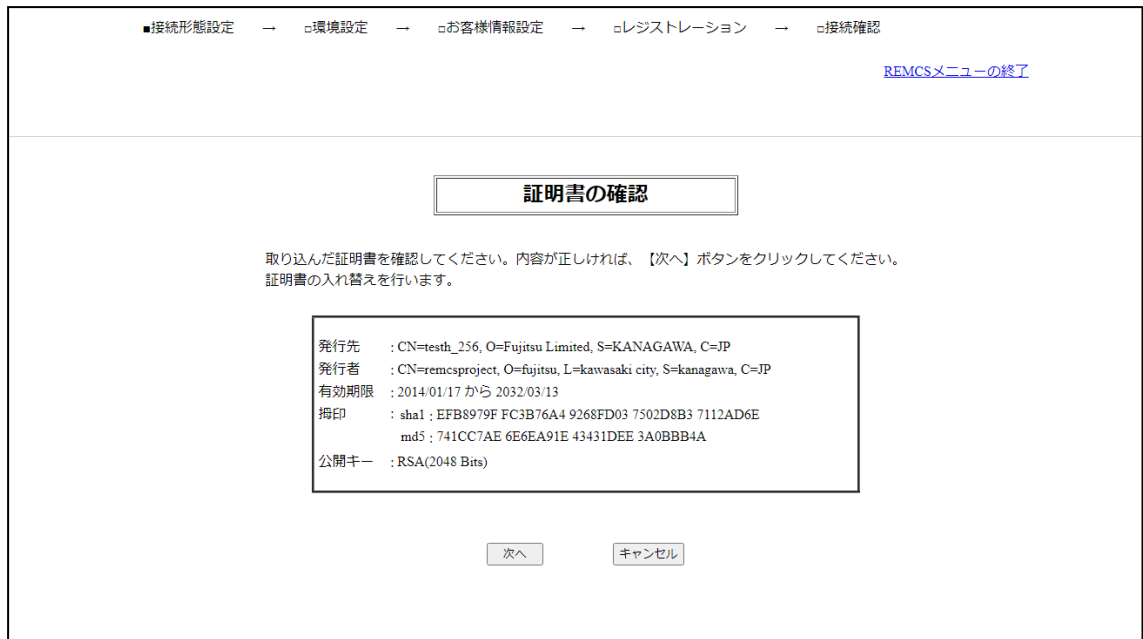 ■接続形態設定 → □環境設定 → □お客様情報設定 → □レジストレーション → □接続確認
REMCSメニューの終了
証明書の確認
取り込んだ証明書を確認してください。内容が正しければ、【次へ】ボタンをクリックしてください。
証明書の入れ替えを行います。
発行先 : CN=testh_256, O=Fujitsu Limited, S=KANAGAWA, C=JP
発行者 : CN=remcsproject, O=fujitsu, L=kawasaki city, S=kanagawa, C=JP
有効期限 : 2014/01/17 から 2032/03/13
拇印 : sha1 : EFB8979F FC3B76A4 9268FD03 7502D8B3 7112AD6E
md5 : 741CC7AE 6E6EA91E 43431DEE 3A0BBB4A
公開キー : RSA(2048 Bits)
次へ キャンセル